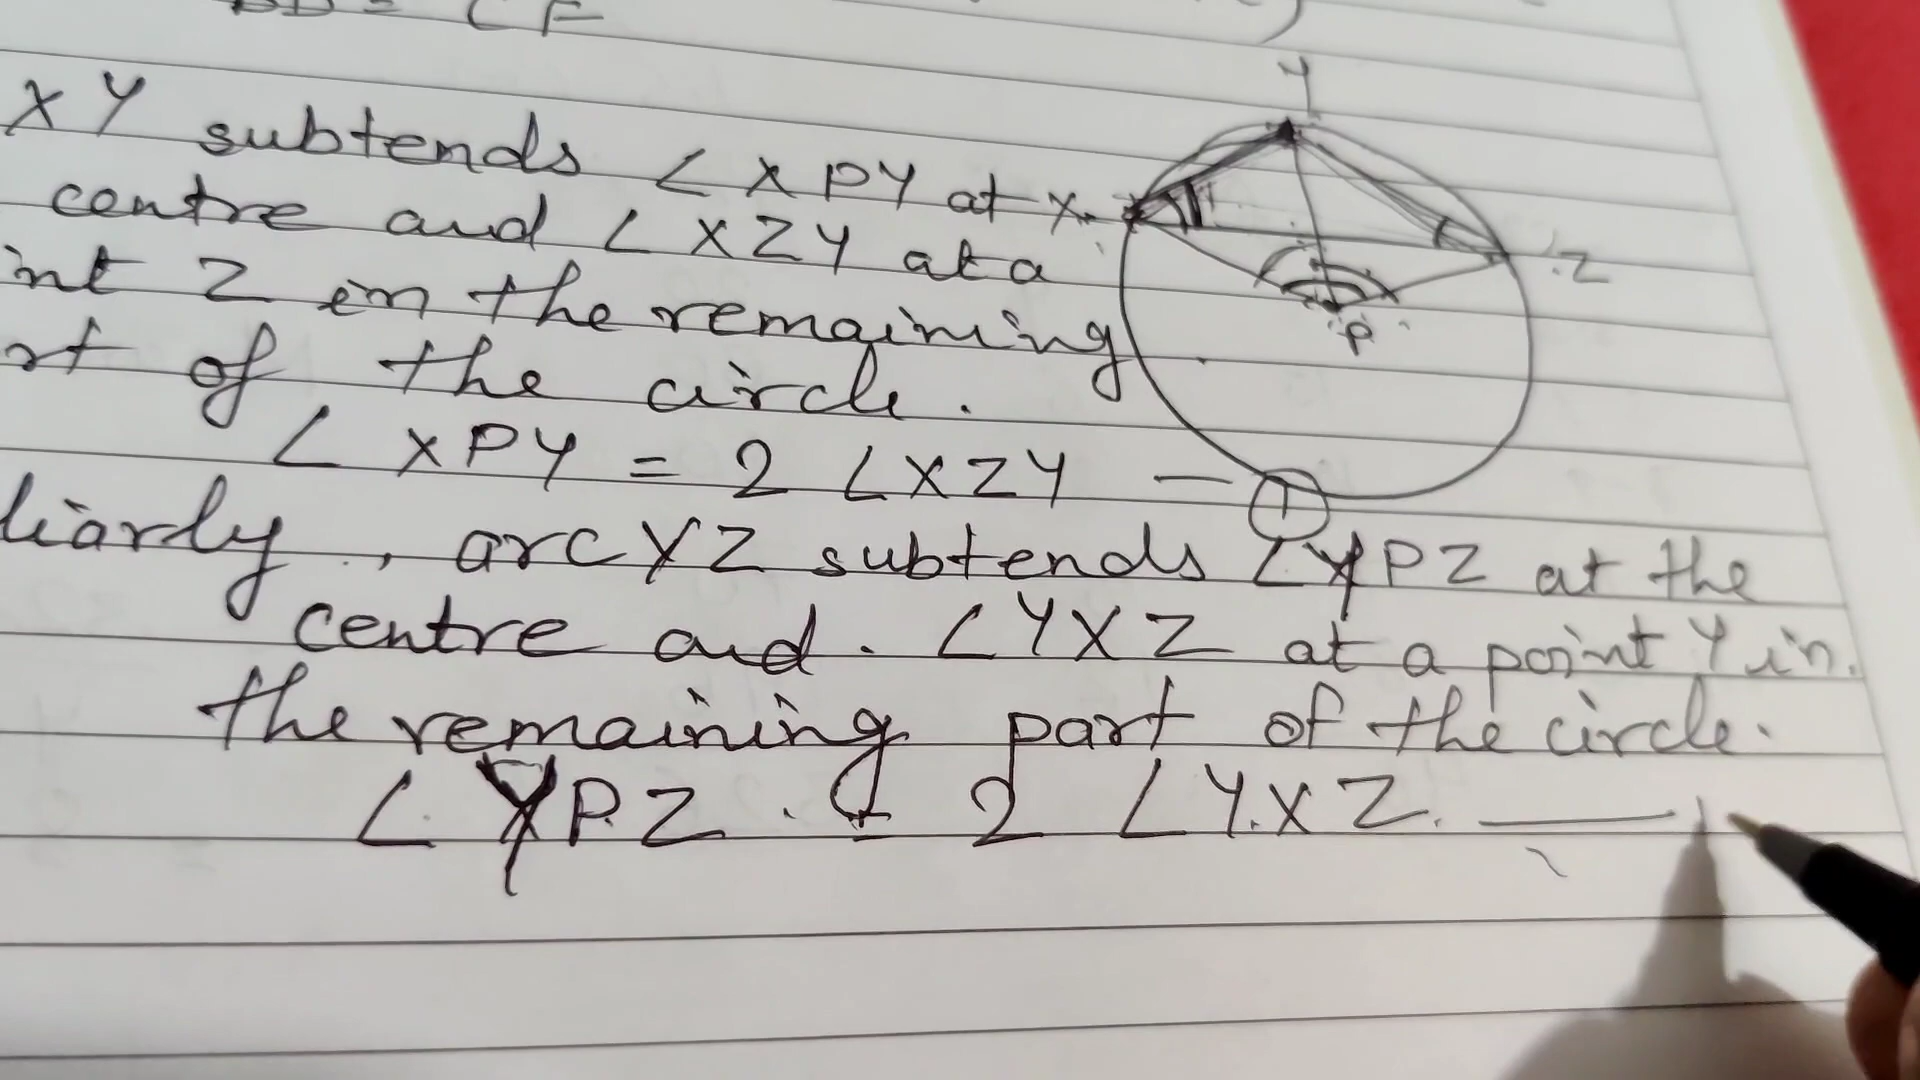 XY subtends ∠XPY at
centre and ∠XZY at a
int Z in the remaining
rt of the circle.
∠XPY = 2 ∠XZY — 1
liarly, arc YZ subtends ∠YPZ at the
centre and. ∠YXZ at a point Y in.
the remaining part of the circle.
∠YPZ = 2 ∠YXZ. —
Y
X
Z
P